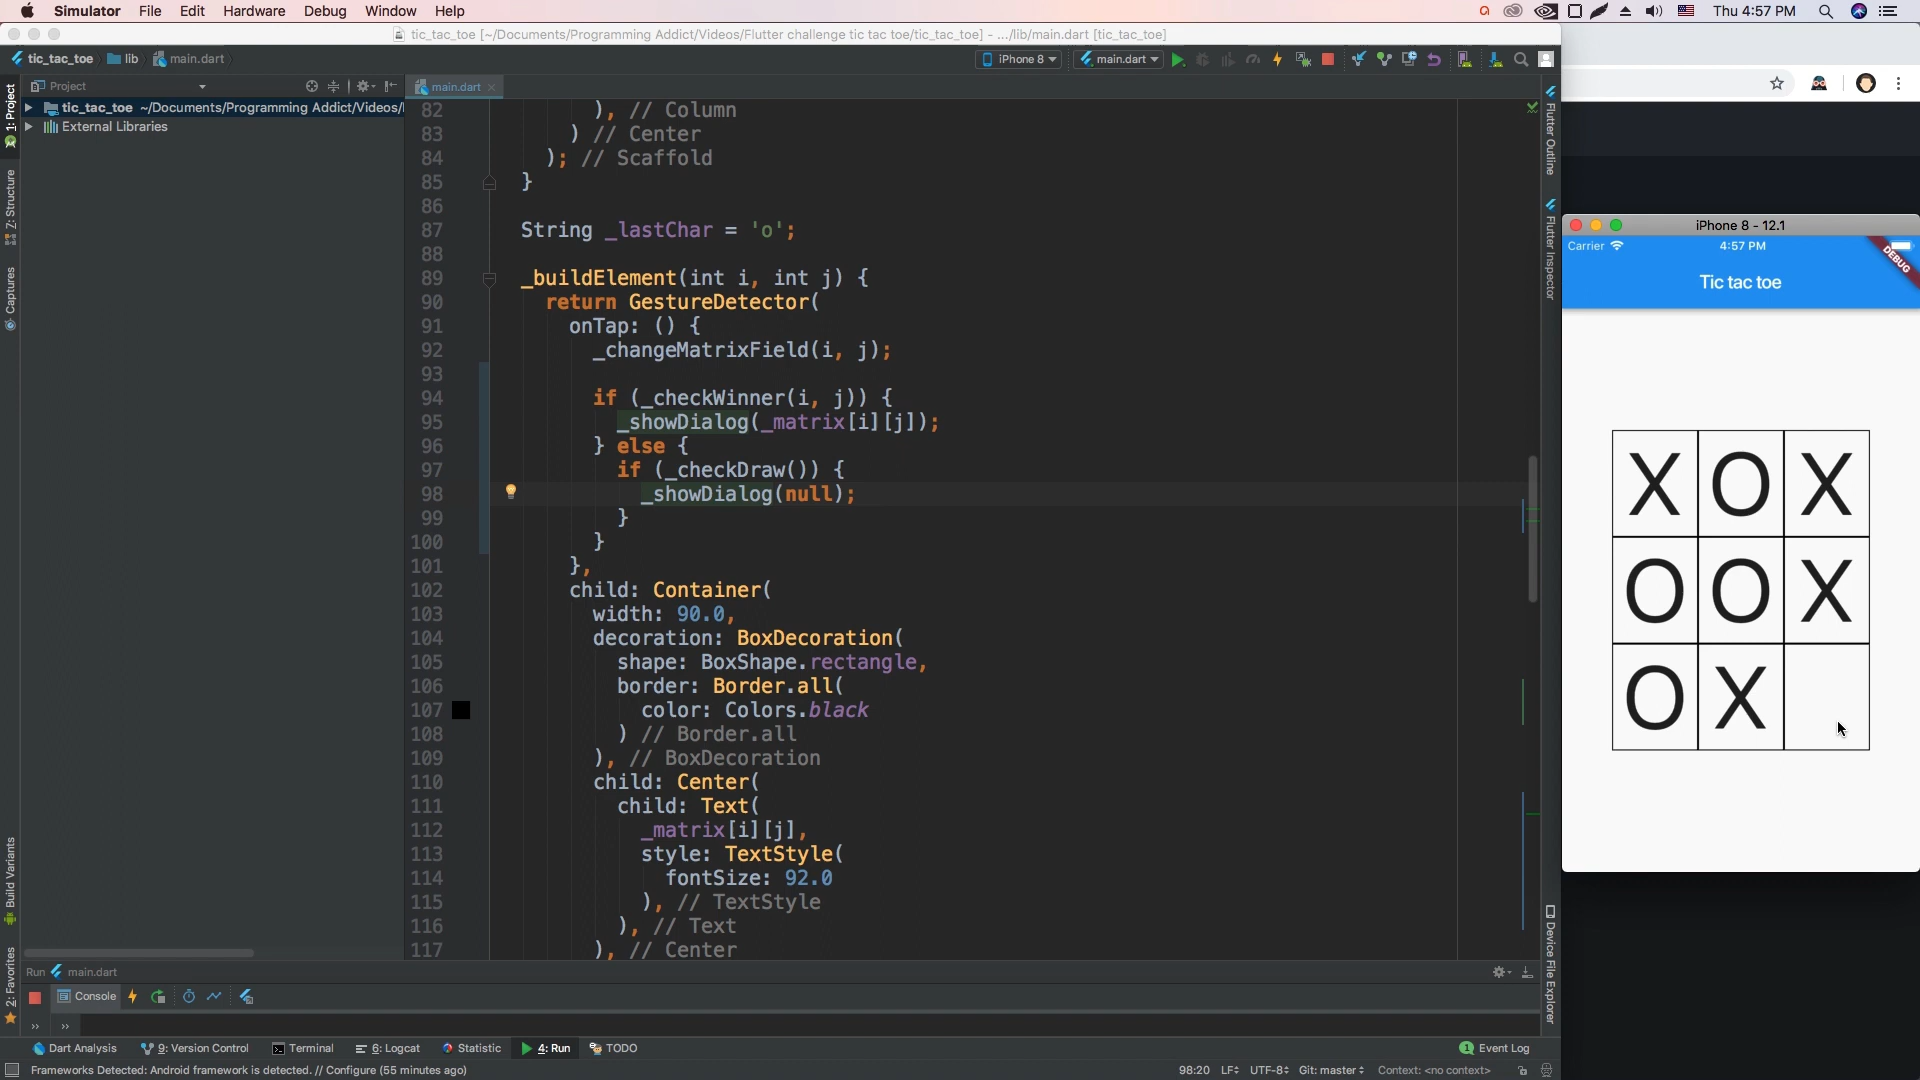 Simulator File Edit Hardware Debug Window Help
Thu 4:57 PM
tic_tac_toe [~/Documents/Programming Addict/Videos/Flutter challenge tic tac toe/tic_tac_toe] - .../lib/main.dart [tic_tac_toe]
tic_tac_toe lib main.dart
iPhone 8 main.dart
Project
main.dart
tic_tac_toe ~/Documents/Programming Addict/Videos/
External Libraries
1: Project
7: Structure
Captures
Build Variants
2: Favorites
82 ), // Column
83 ) // Center
84 ); // Scaffold
85 }
86
87 String _lastChar = 'o';
88
89 _buildElement(int i, int j) {
90 return GestureDetector(
91 onTap: () {
92 _changeMatrixField(i, j);
93
94 if (_checkWinner(i, j)) {
95 _showDialog(_matrix[i][j]);
96 } else {
97 if (_checkDraw()) {
98 _showDialog(null);
99 }
100 }
101 },
102 child: Container(
103 width: 90.0,
104 decoration: BoxDecoration(
105 shape: BoxShape.rectangle,
106 border: Border.all(
107 color: Colors.black
108 ) // Border.all
109 ), // BoxDecoration
110 child: Center(
111 child: Text(
112 _matrix[i][j],
113 style: TextStyle(
114 fontSize: 92.0
115 ), // TextStyle
116 ), // Text
117 ), // Center
Flutter Outline
Flutter Inspector
Device File Explorer
iPhone 8 - 12.1
Carrier 4:57 PM
DEBUG
Tic tac toe
X O X
O O X
O X
Run main.dart
Console
Dart Analysis 9: Version Control Terminal 6: Logcat Statistic 4: Run TODO
1 Event Log
Frameworks Detected: Android framework is detected. // Configure (55 minutes ago)
98:20 LF÷ UTF-8÷ Git: master÷ Context: <no context>